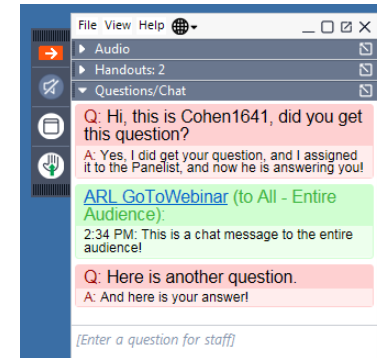 File View Help
Audio
Handouts: 2
Questions/Chat
Q: Hi, this is Cohen1641, did you get
this question?
A: Yes, I did get your question, and I assigned
it to the Panelist, and now he is answering you!
ARL GoToWebinar (to All - Entire
Audience):
2:34 PM: This is a chat message to the entire
audience!
Q: Here is another question.
A: And here is your answer!
[Enter a question for staff]